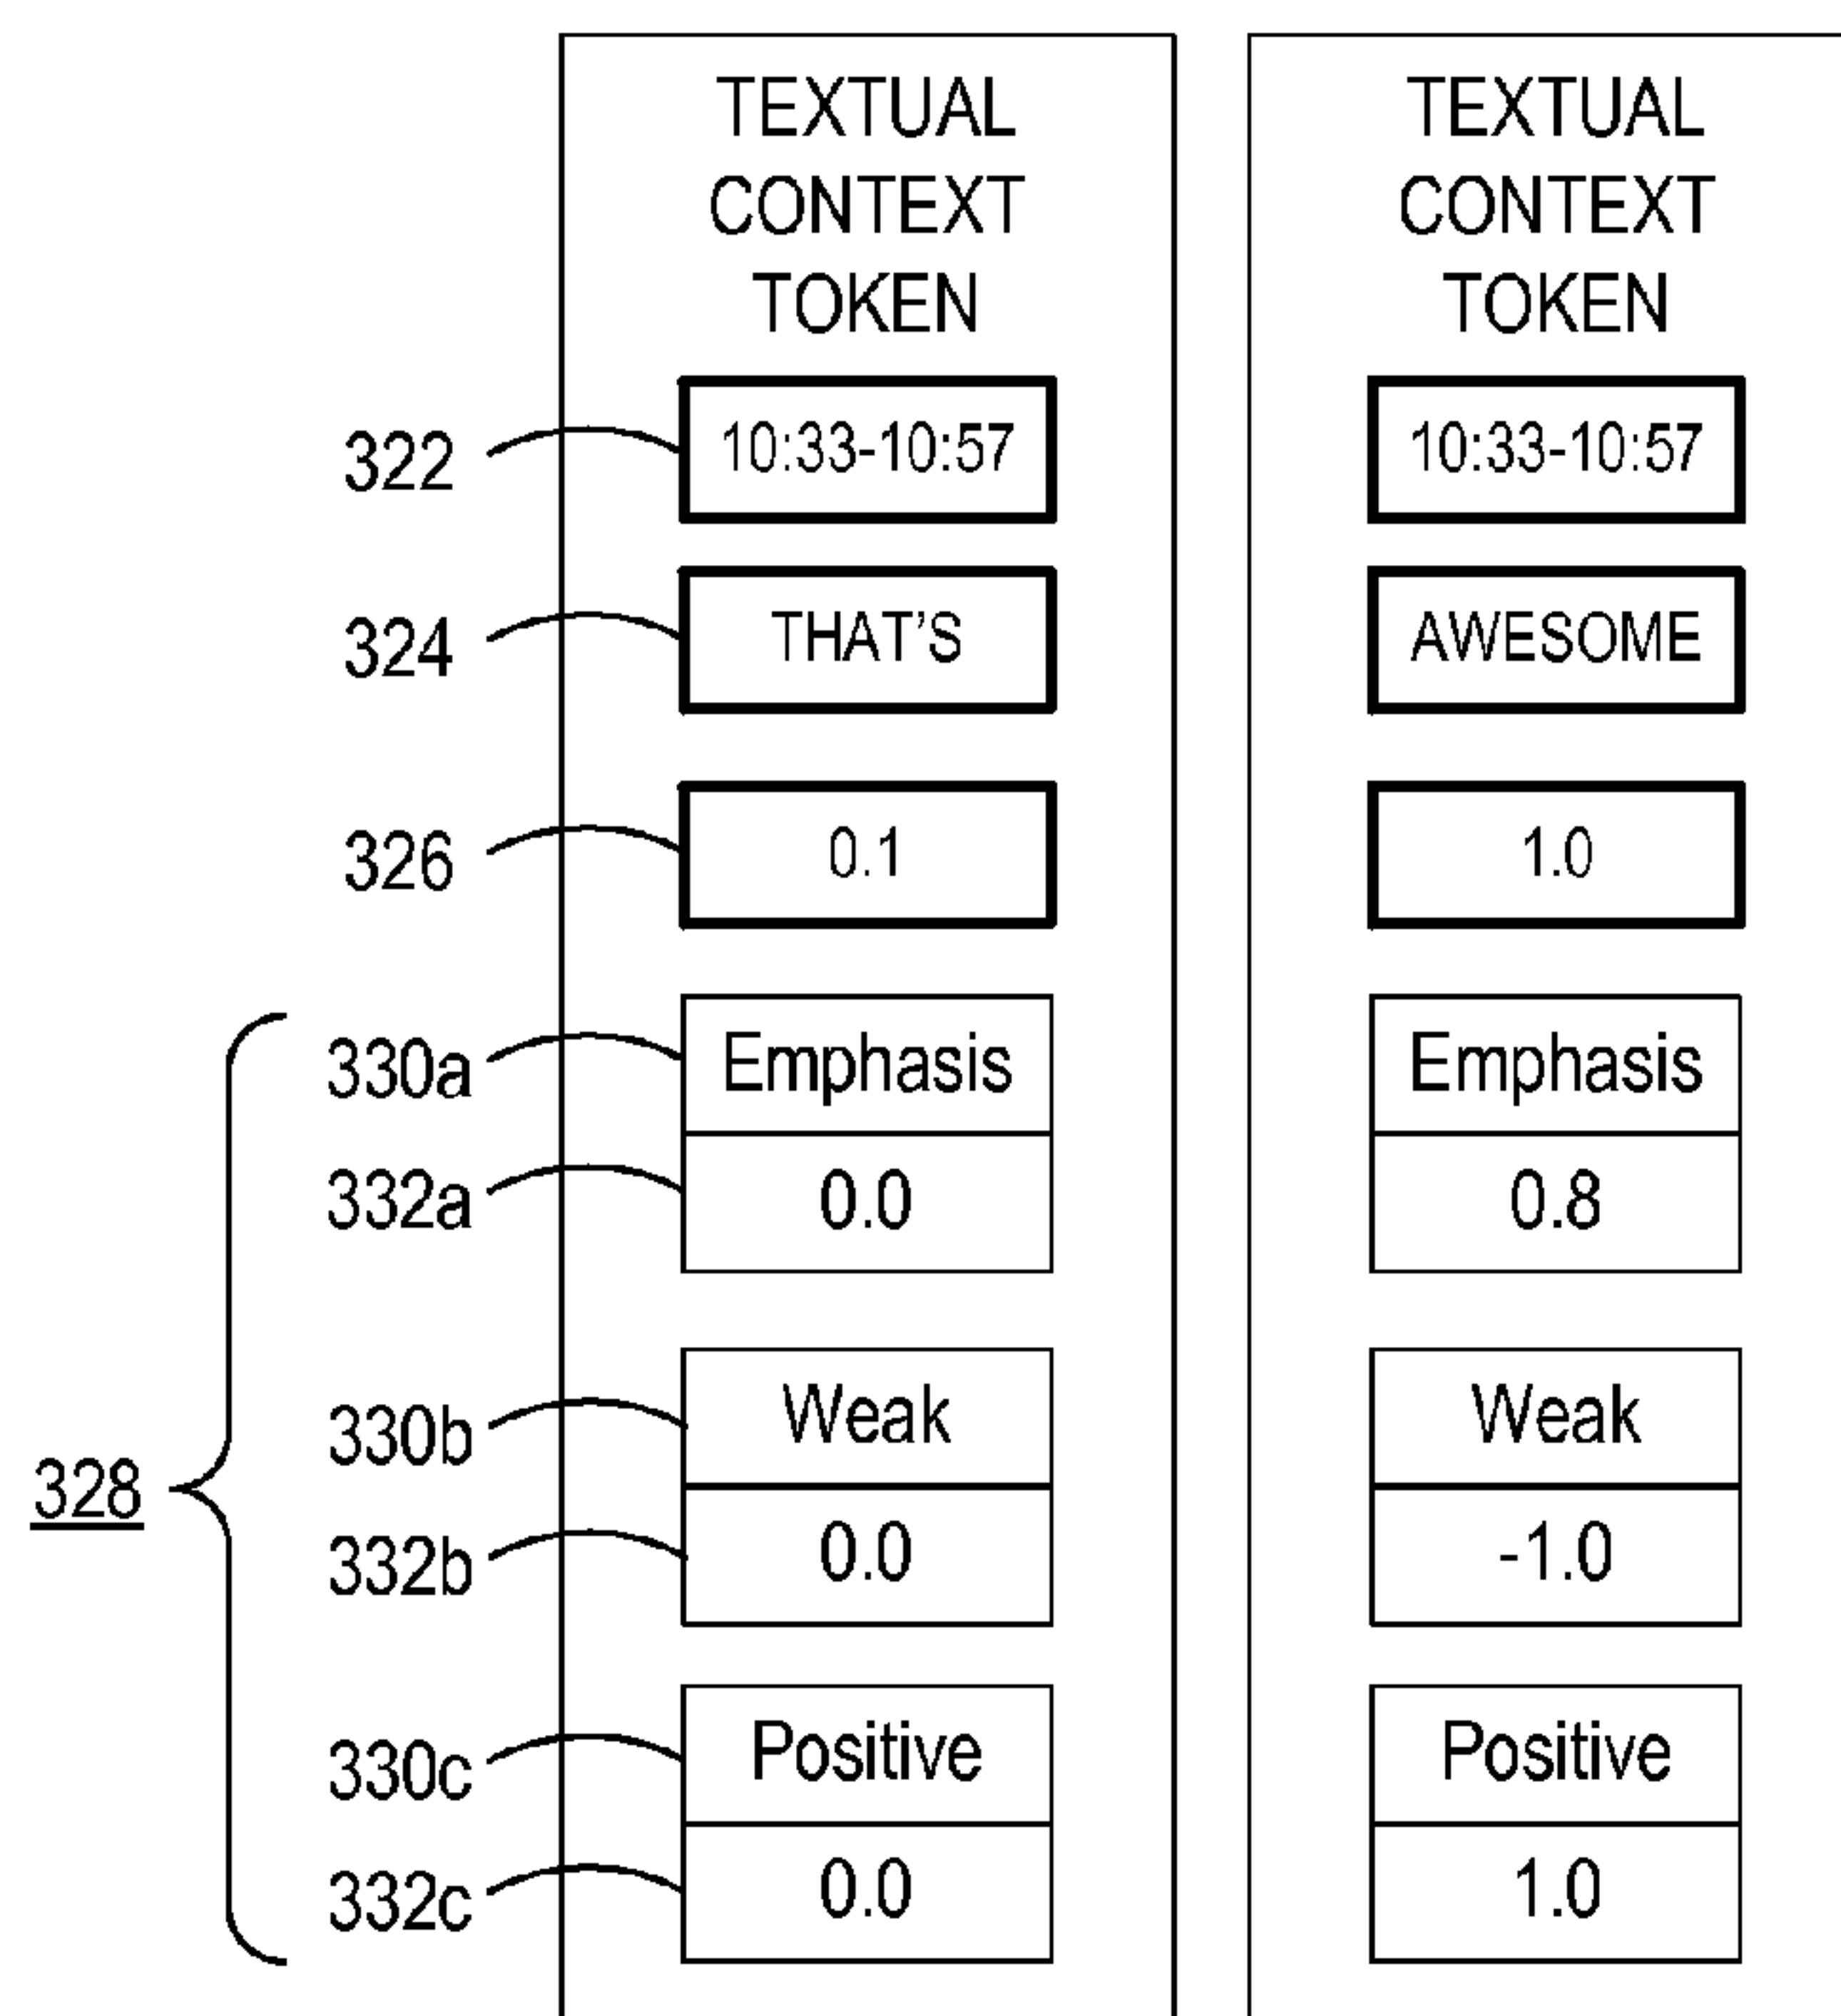 TEXTUAL
CONTEXT
TOKEN
TEXTUAL
CONTEXT
TOKEN
322 10:33-10:57 10:33-10:57
324 THAT'S AWESOME
326 0.1 1.0
330a Emphasis Emphasis
332a 0.0 0.8
330b Weak Weak
328
332b 0.0 -1.0
330c Positive Positive
332c 0.0 1.0